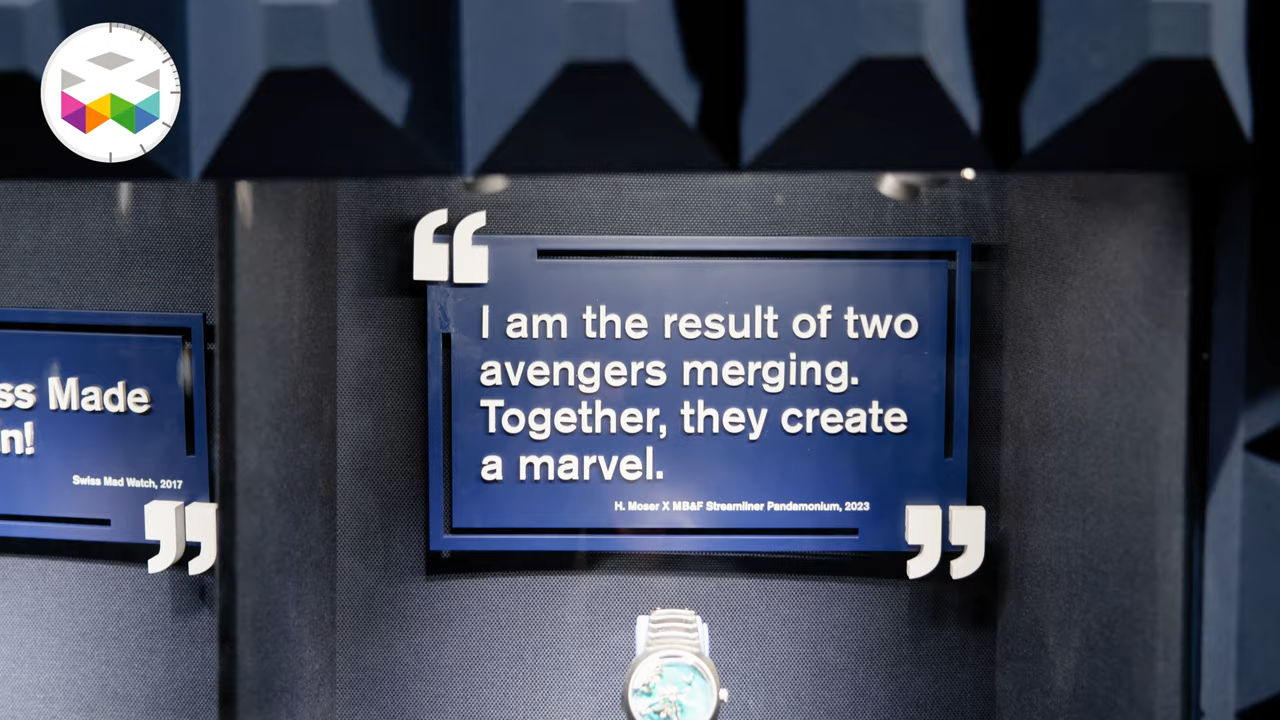 “
I am the result of two
avengers merging.
Together, they create
a marvel.
H. Moser X MB&F Streamliner Pandamonium, 2023
”
ss Made
n!
Swiss Mad Watch, 2017
”